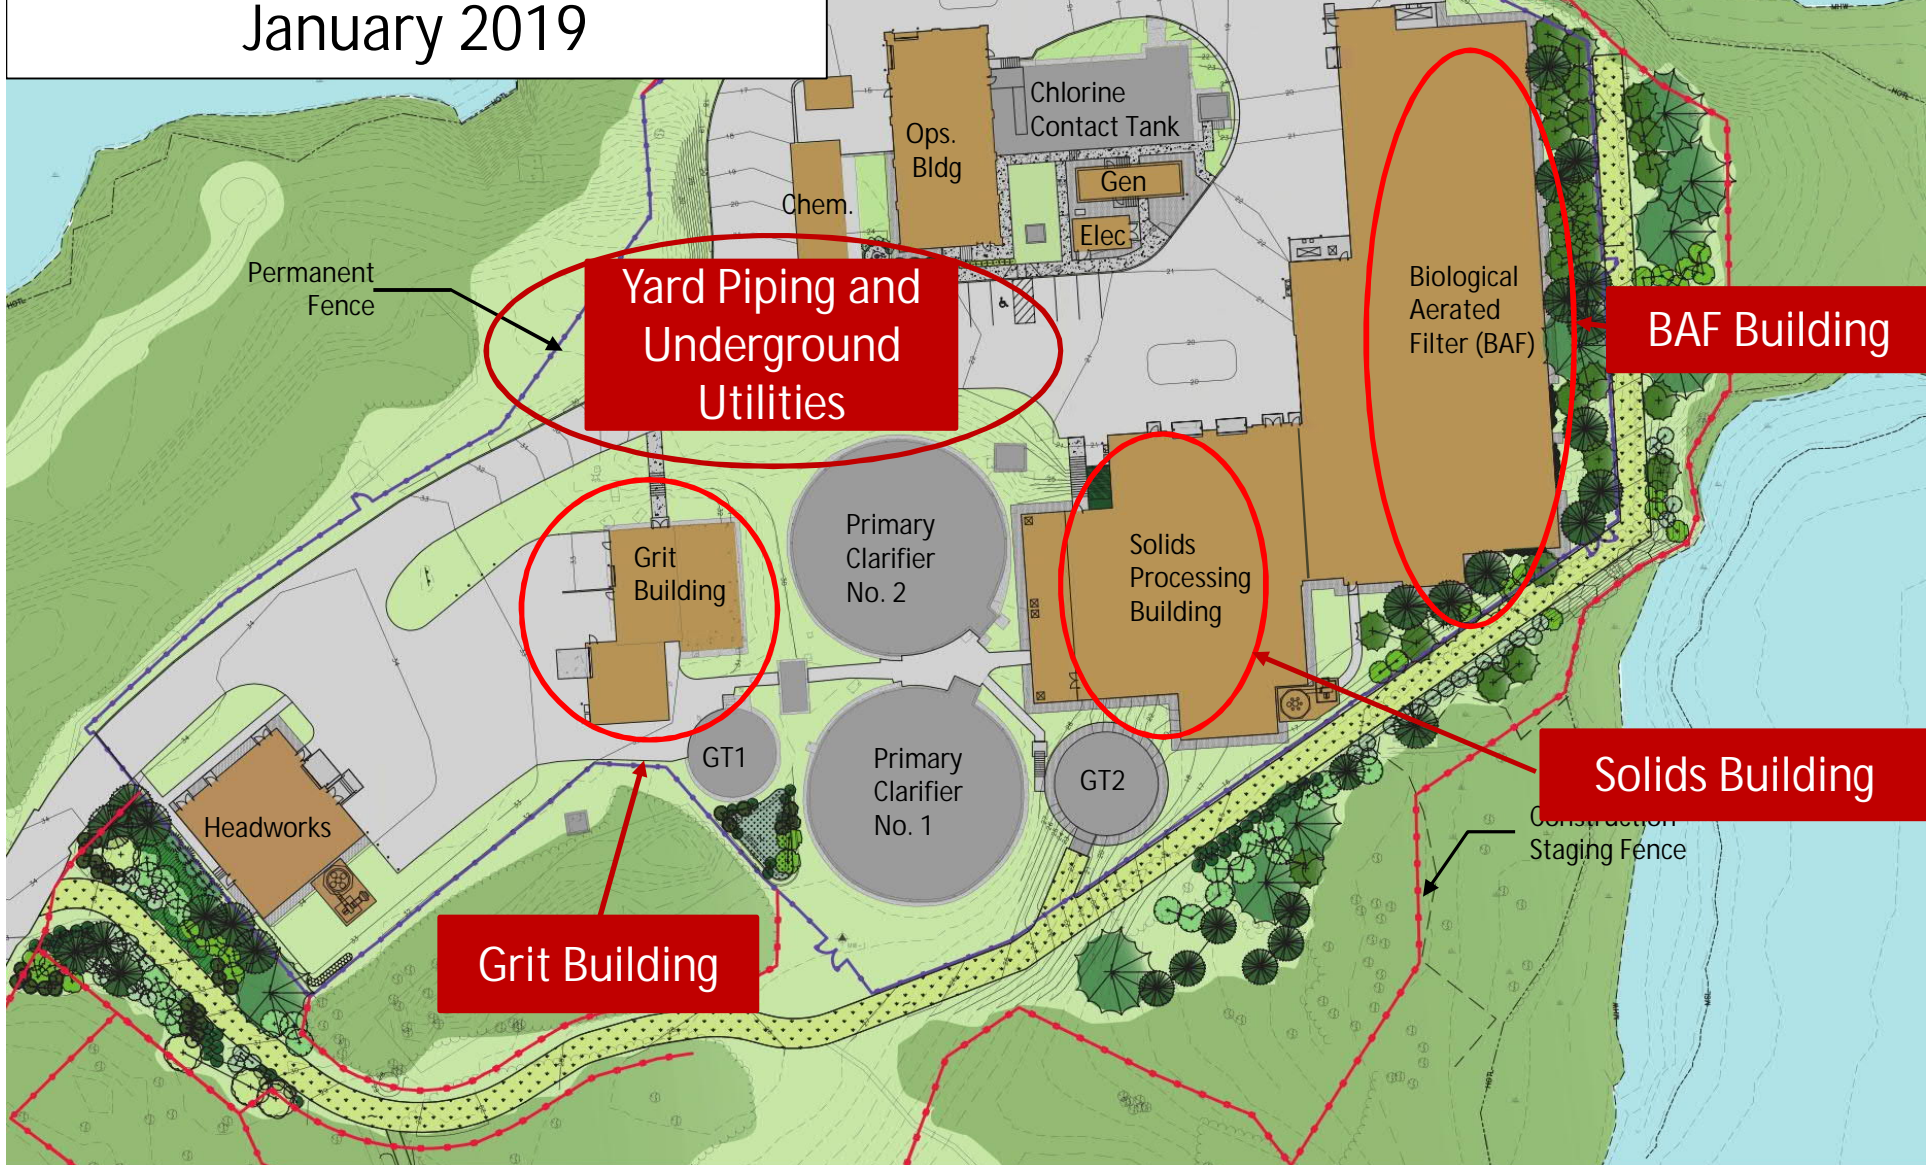 January 2019
Chlorine
Contact Tank
Ops.
Bldg
Gen
Chem.
Elec
Permanent
Fence
Yard Piping and
Underground
Utilities
Biological
Aerated
Filter (BAF)
BAF Building
Primary
Clarifier
No. 2
Grit
Building
Solids
Processing
Building
GT1
Primary
Clarifier
No. 1
GT2
Solids Building
Headworks
Construction
Staging Fence
Grit Building